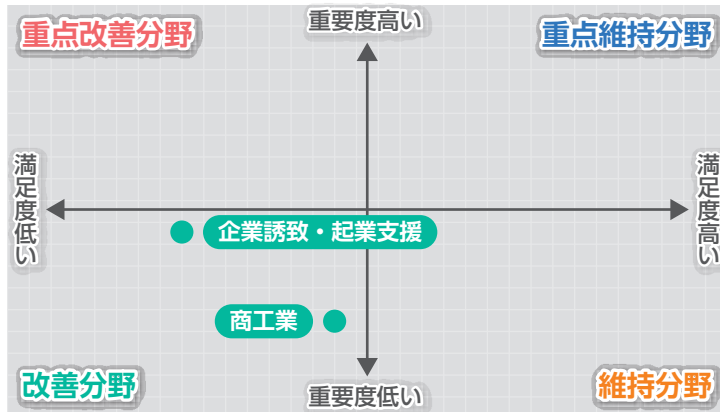 重点改善分野
重要度高い
重点維持分野
満足度低い
満足度高い
企業誘致・起業支援
商工業
改善分野
重要度低い
維持分野